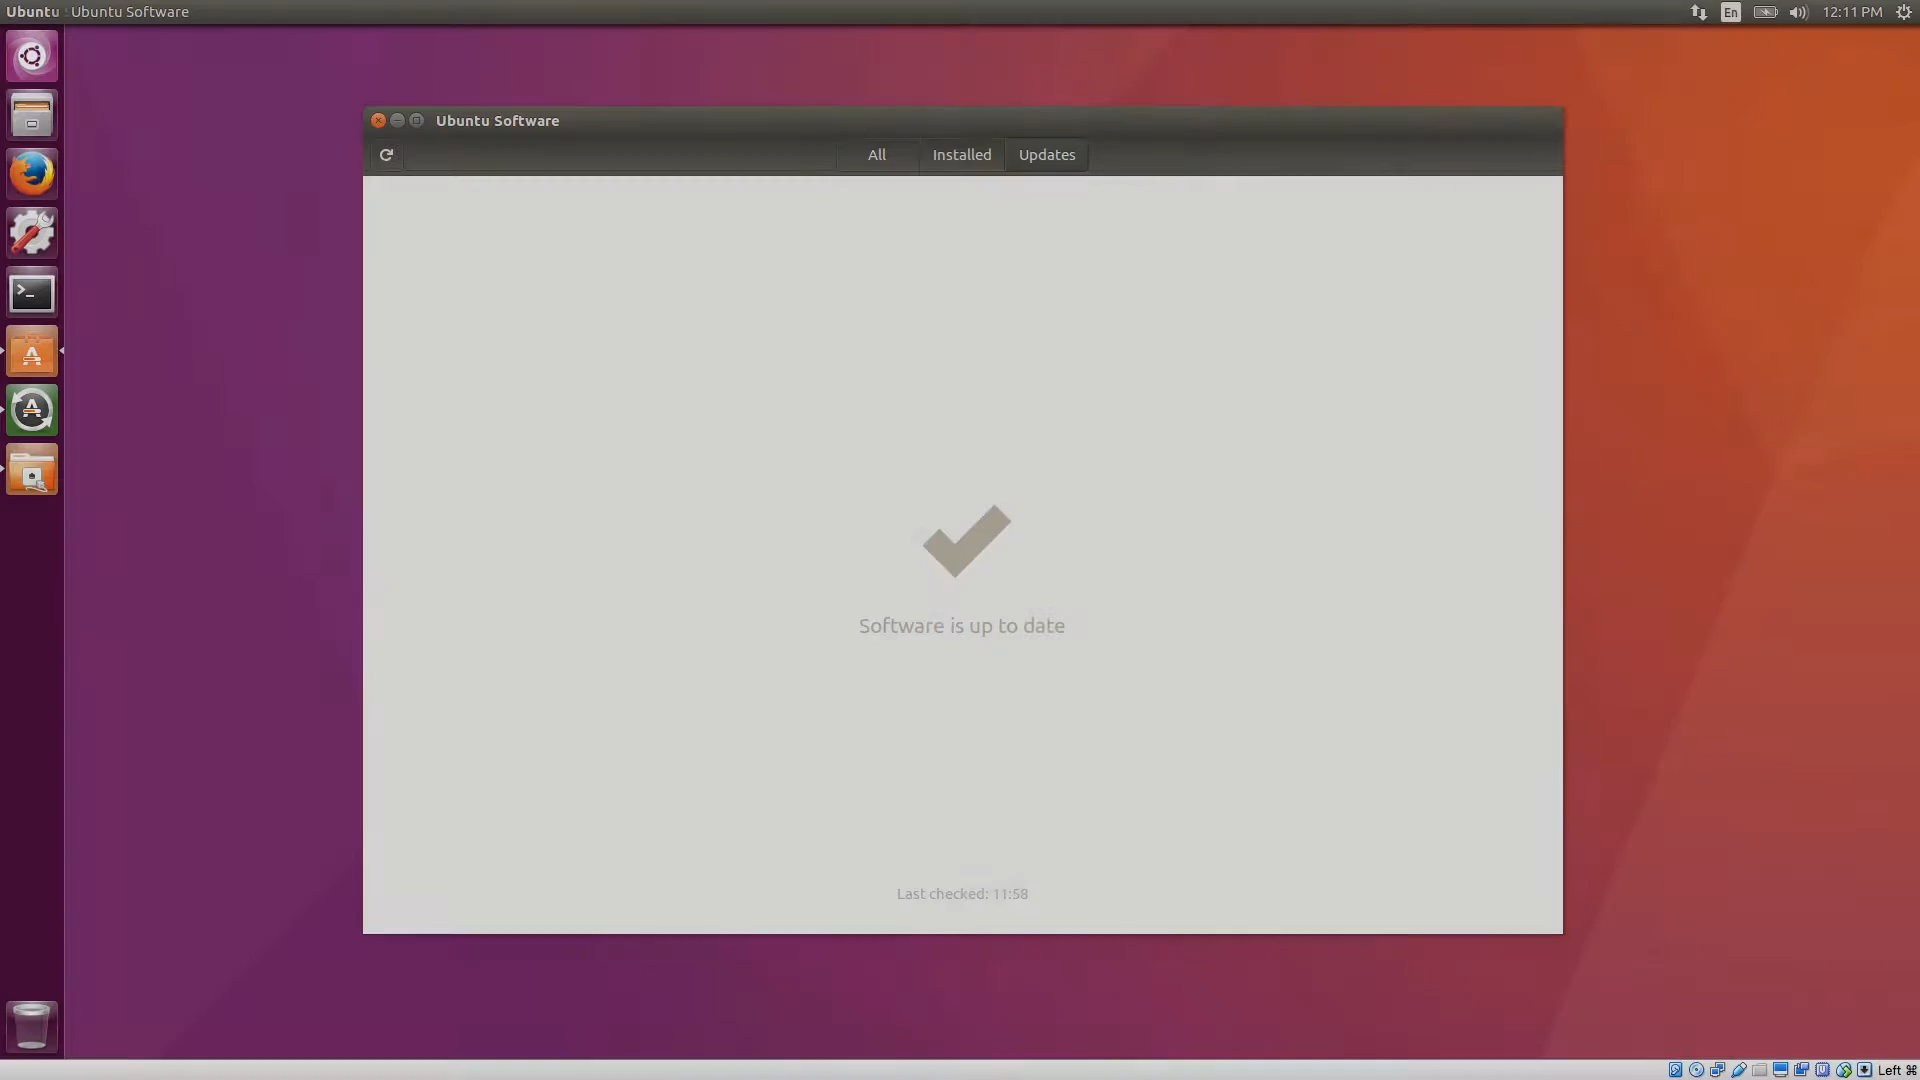 Ubuntu Ubuntu Software
En
12:11 PM
Ubuntu Software
All
Installed
Updates
Software is up to date
Last checked: 11:58
Left ⌘